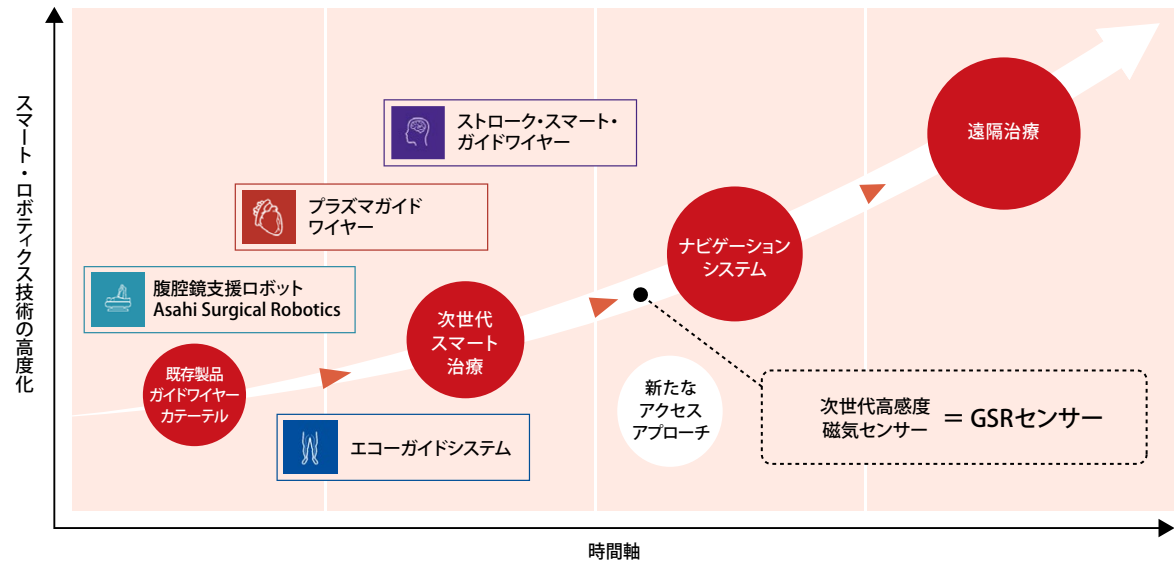 スマート・ロボティクス技術の高度化
ストローク・スマート・
ガイドワイヤー
プラズマガイド
ワイヤー
腹腔鏡支援ロボット
Asahi Surgical Robotics
既存製品
ガイドワイヤー
カテーテル
次世代
スマート
治療
エコーガイドシステム
ナビゲーション
システム
遠隔治療
新たな
アクセス
アプローチ
次世代高感度
磁気センサー
= GSRセンサー
時間軸